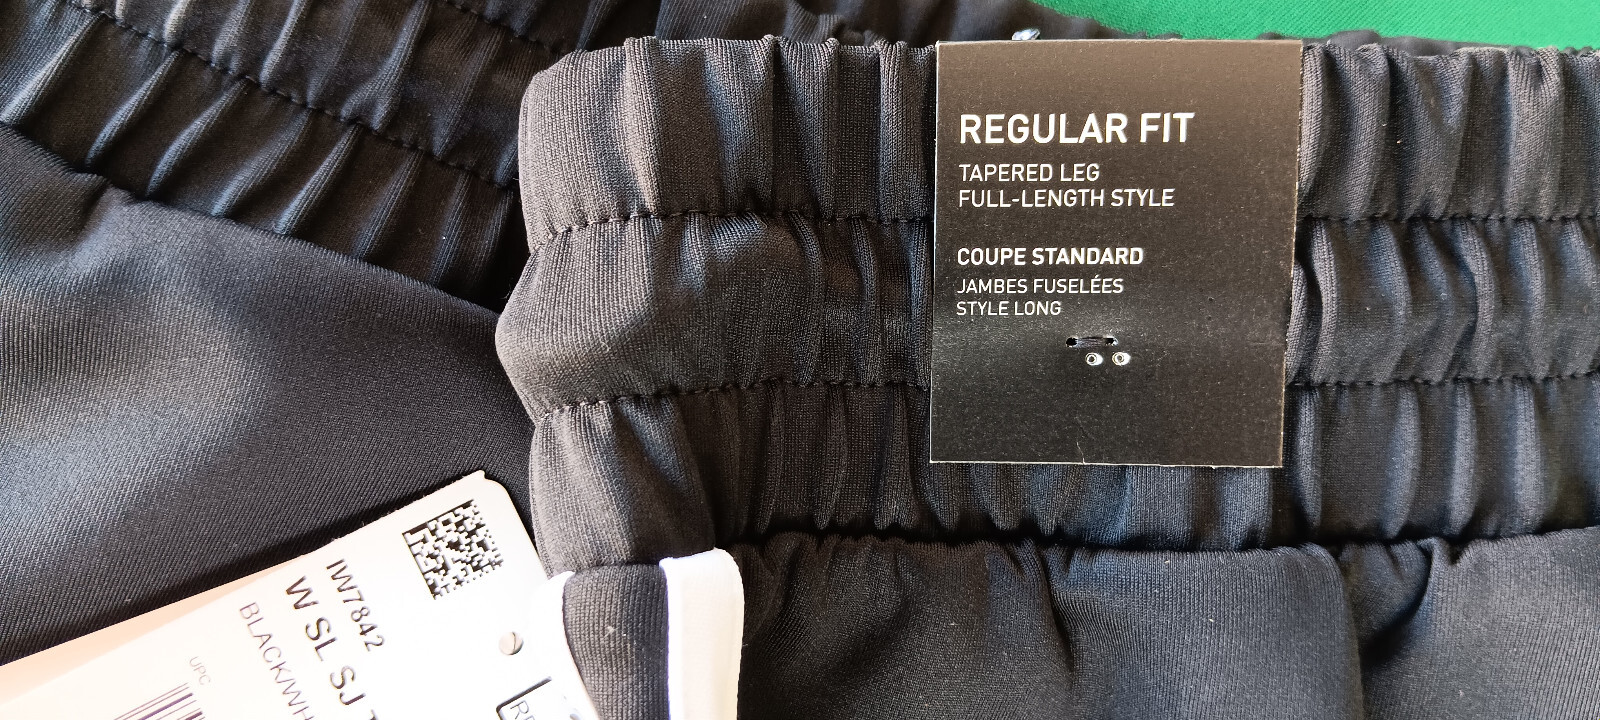 REGULAR FIT
TAPERED LEG
FULL-LENGTH STYLE
COUPE STANDARD
JAMBES FUSELÉES
STYLE LONG
IW7842
W SL SJ
UPC